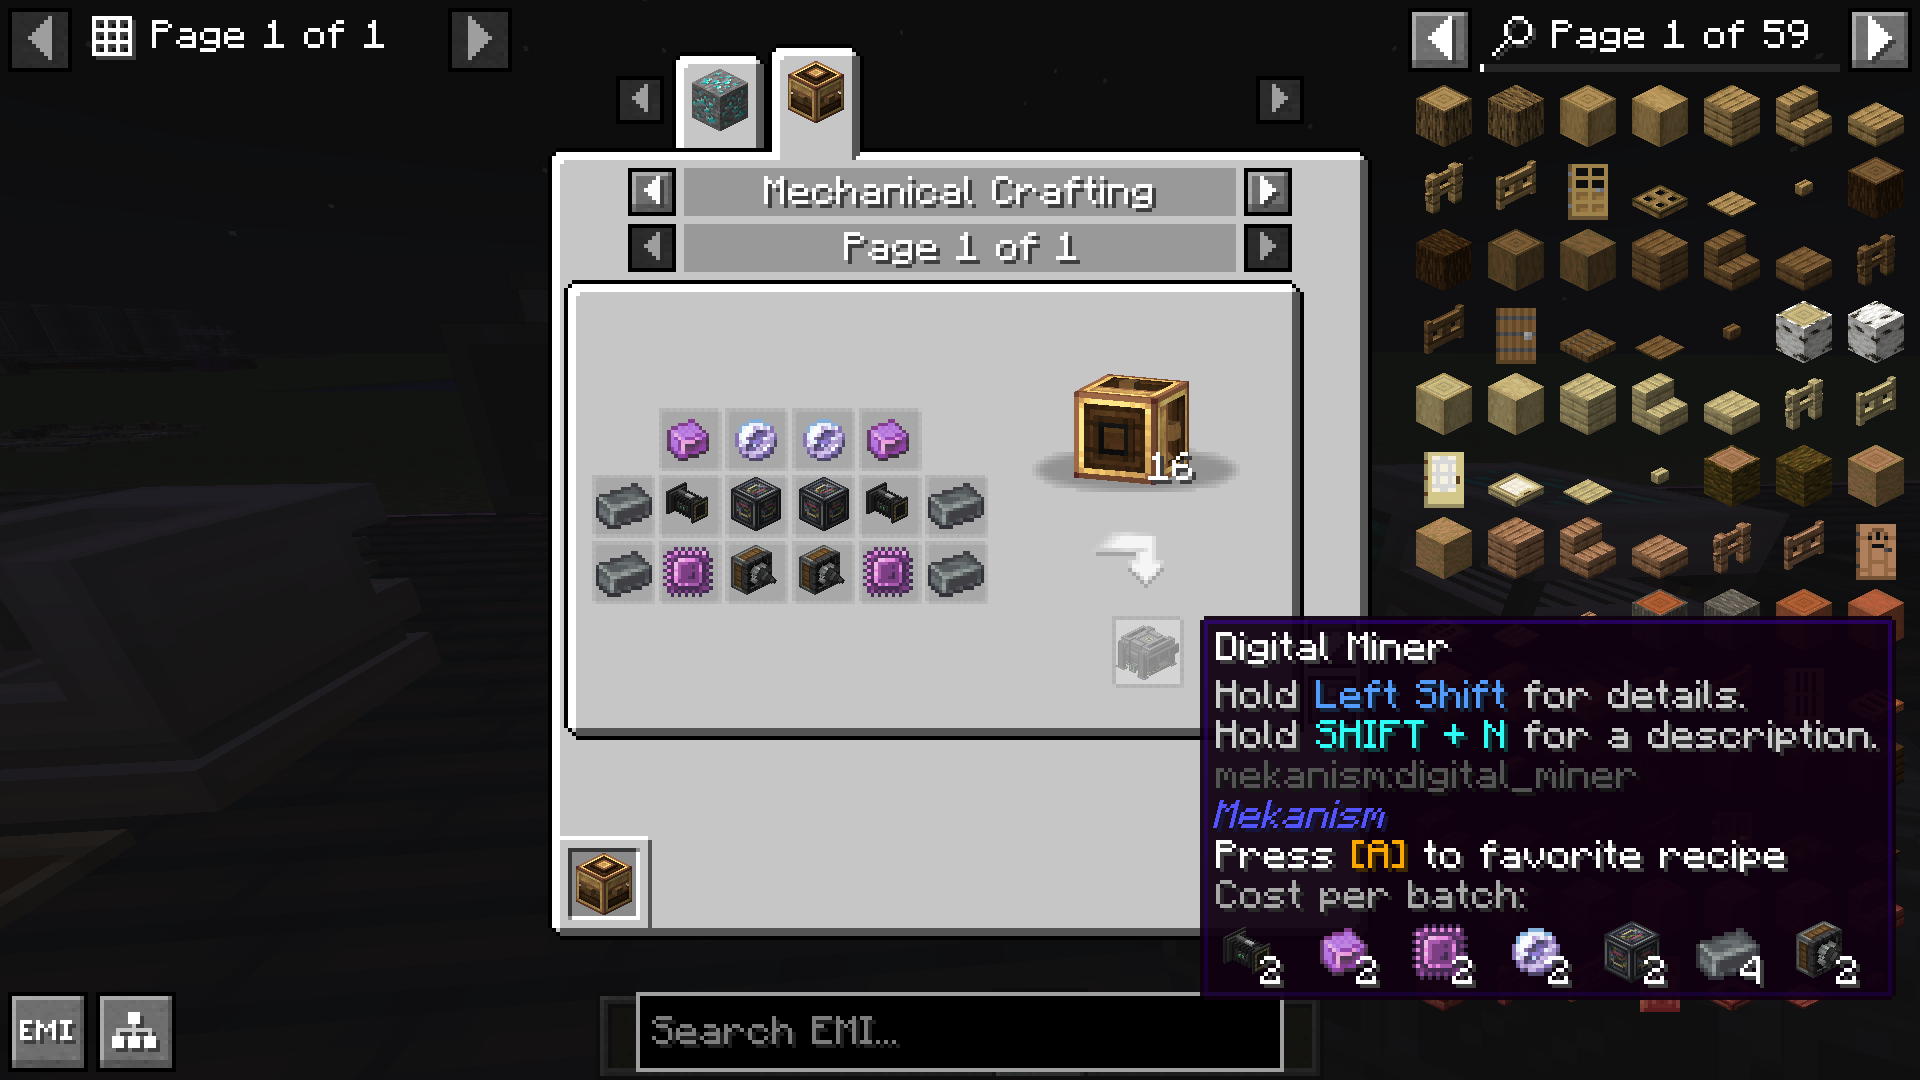 Page 1 of 1
Page 1 of 59
Mechanical Crafting
Page 1 of 1
16
Digital Miner
Hold Left Shift for details.
Hold SHIFT + N for a description.
mekanism:digital_miner
Mekanism
Press [A] to favorite recipe
Cost per batch:
2 2 2 2 2 4 2
EMI
Search EMI...